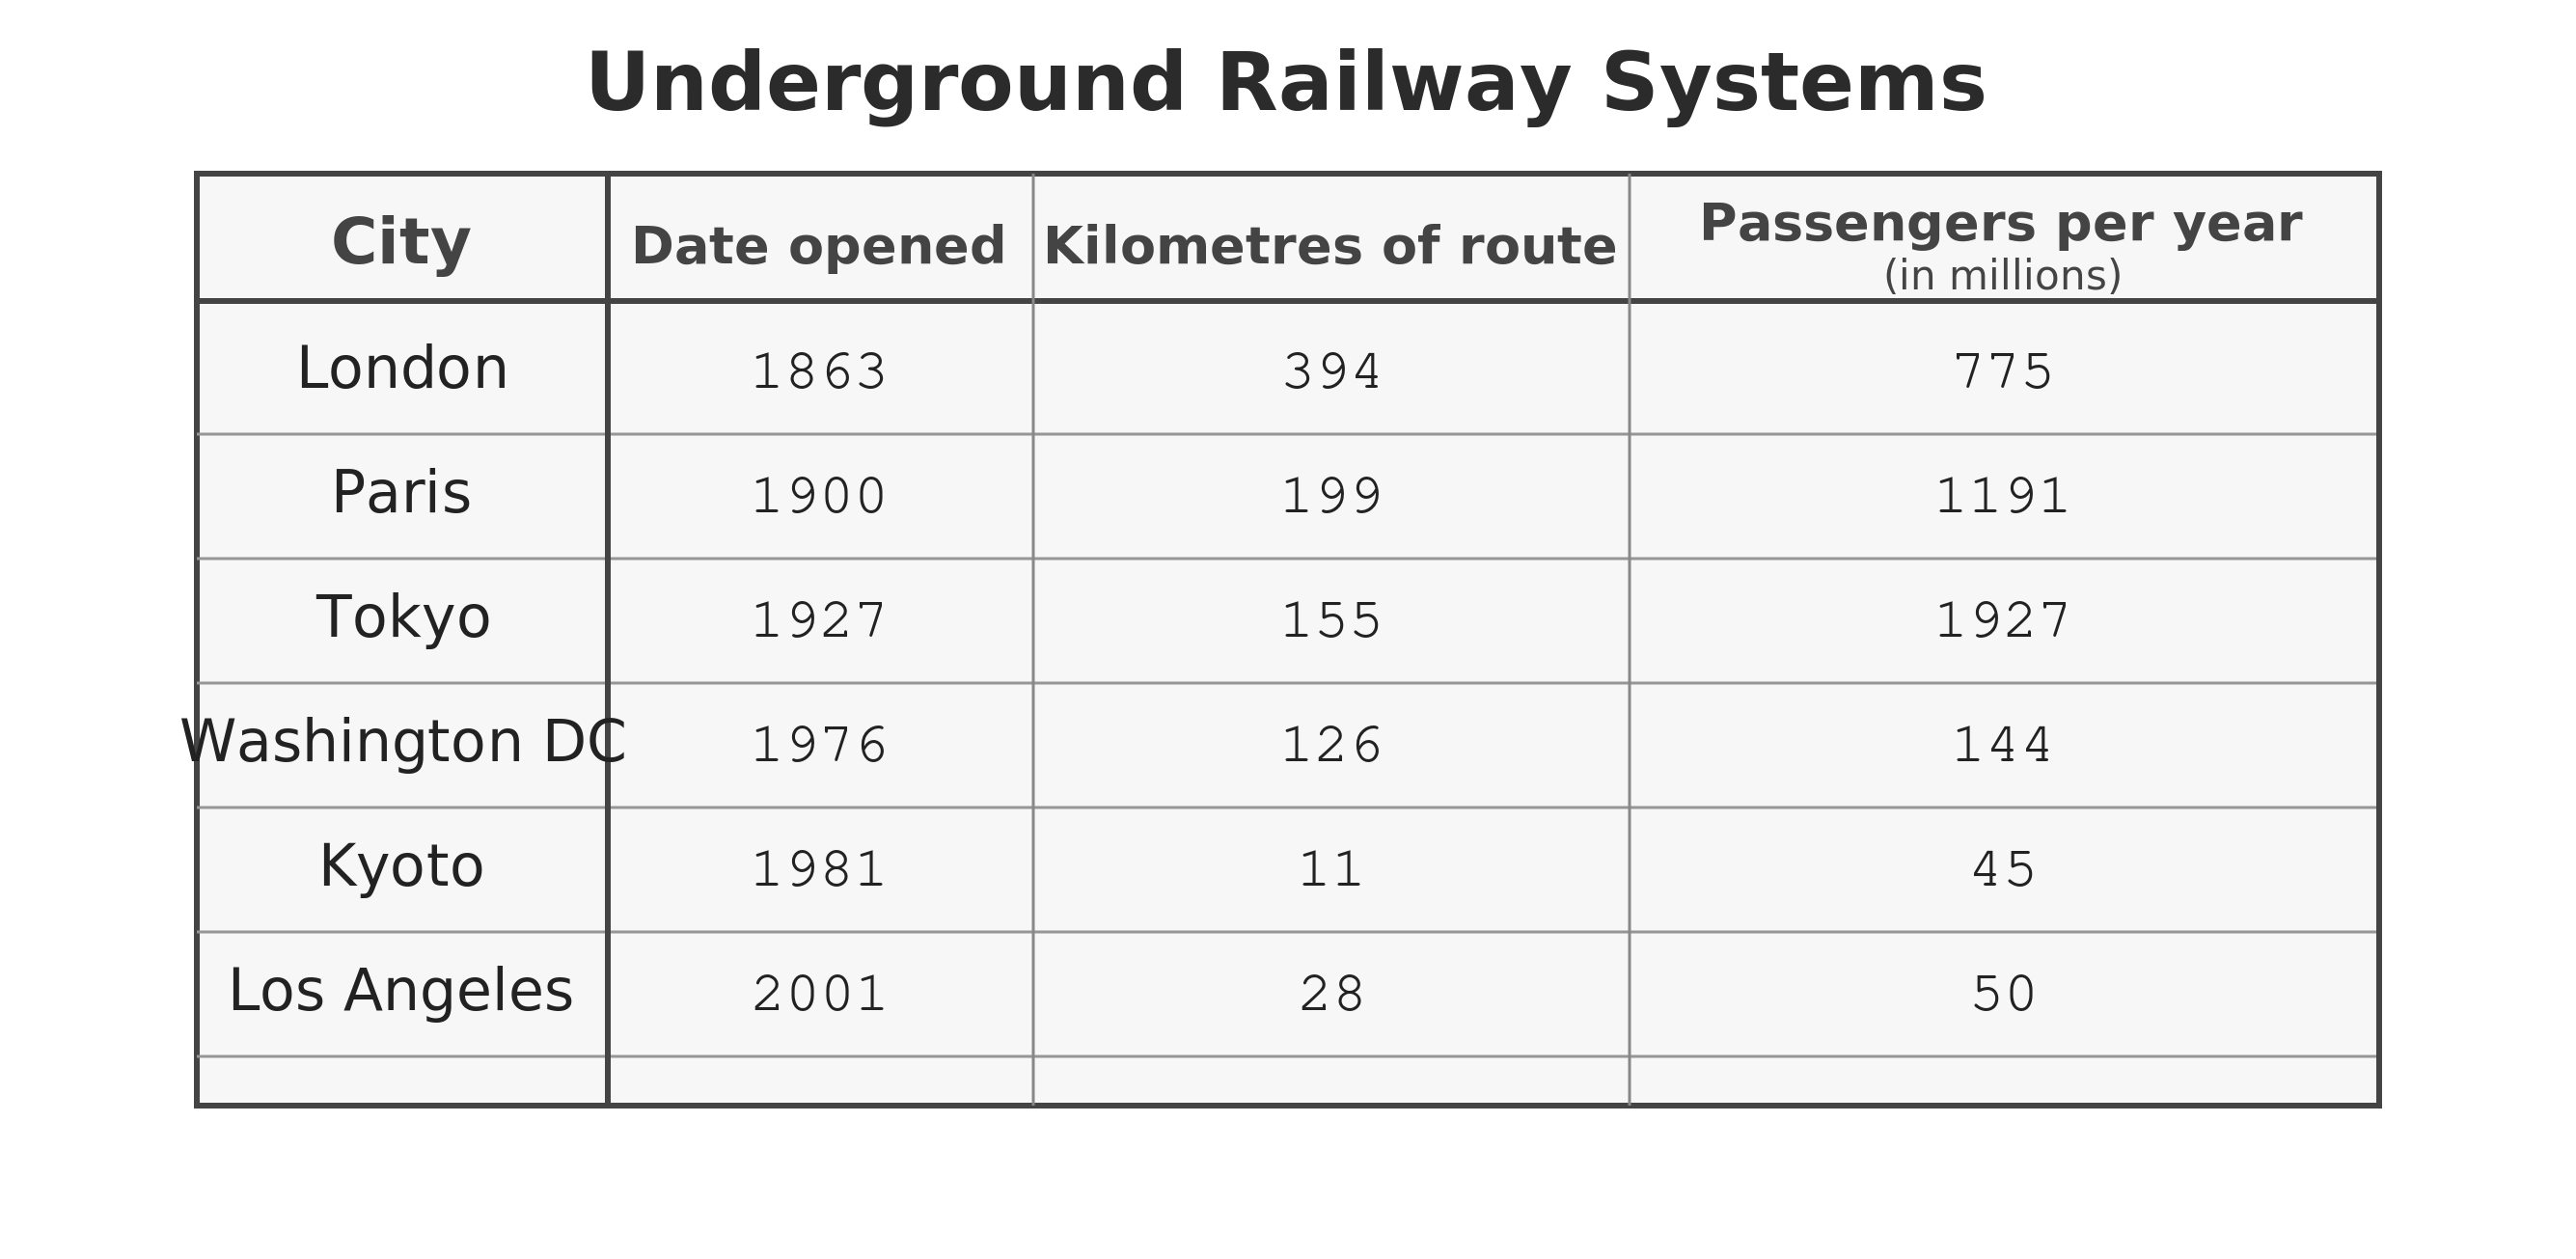 Underground Railway Systems
City Date opened Kilometres of route Passengers per year
(in millions)
London 1863 394 775
Paris 1900 199 1191
Tokyo 1927 155 1927
Washington DC 1976 126 144
Kyoto 1981 11 45
Los Angeles 2001 28 50